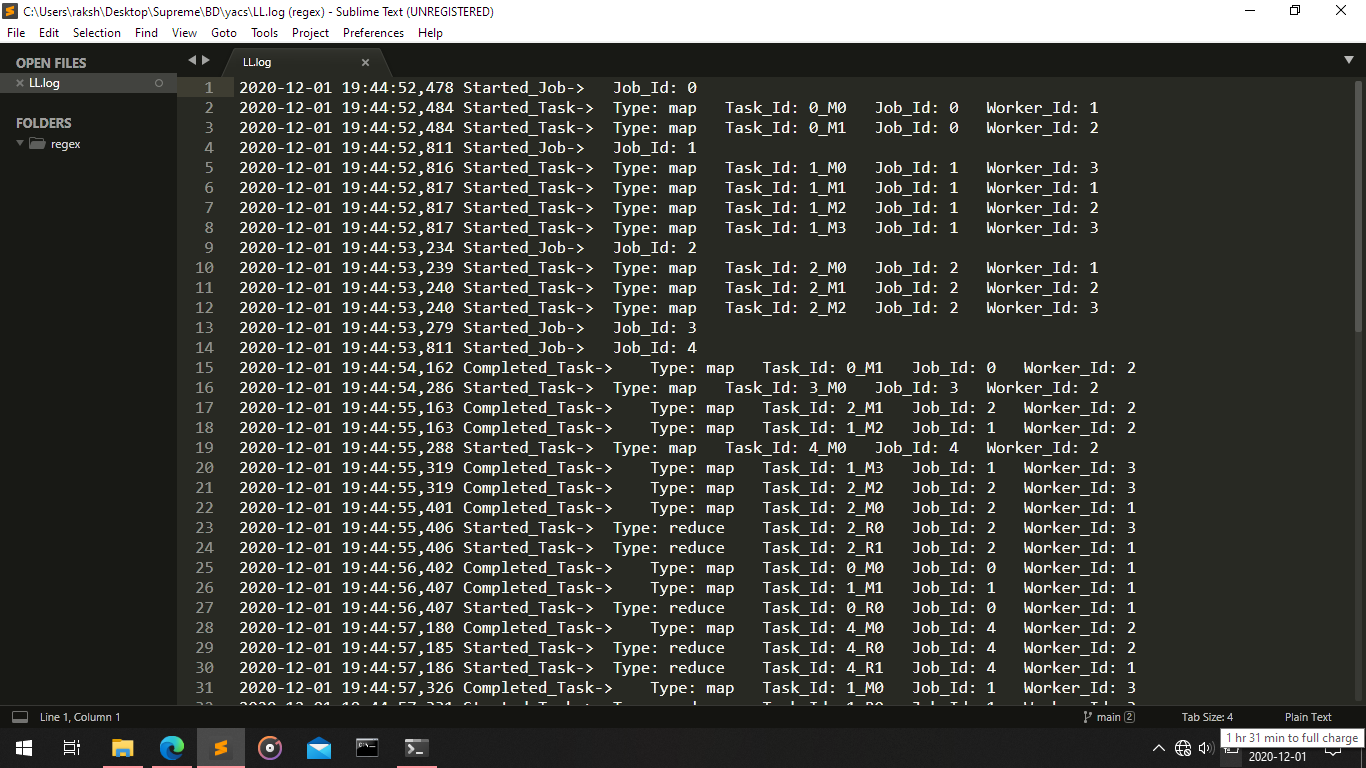 C:\Users\raksh\Desktop\Supreme\BD\yacs\LL.log (regex) - Sublime Text (UNREGISTERED)
File Edit Selection Find View Goto Tools Project Preferences Help
OPEN FILES
LL.log
FOLDERS
regex
LL.log
1 2020-12-01 19:44:52,478 Started_Job-> Job_Id: 0
2 2020-12-01 19:44:52,484 Started_Task-> Type: map Task_Id: 0_M0 Job_Id: 0 Worker_Id: 1
3 2020-12-01 19:44:52,484 Started_Task-> Type: map Task_Id: 0_M1 Job_Id: 0 Worker_Id: 2
4 2020-12-01 19:44:52,811 Started_Job-> Job_Id: 1
5 2020-12-01 19:44:52,816 Started_Task-> Type: map Task_Id: 1_M0 Job_Id: 1 Worker_Id: 3
6 2020-12-01 19:44:52,817 Started_Task-> Type: map Task_Id: 1_M1 Job_Id: 1 Worker_Id: 1
7 2020-12-01 19:44:52,817 Started_Task-> Type: map Task_Id: 1_M2 Job_Id: 1 Worker_Id: 2
8 2020-12-01 19:44:52,817 Started_Task-> Type: map Task_Id: 1_M3 Job_Id: 1 Worker_Id: 3
9 2020-12-01 19:44:53,234 Started_Job-> Job_Id: 2
10 2020-12-01 19:44:53,239 Started_Task-> Type: map Task_Id: 2_M0 Job_Id: 2 Worker_Id: 1
11 2020-12-01 19:44:53,240 Started_Task-> Type: map Task_Id: 2_M1 Job_Id: 2 Worker_Id: 2
12 2020-12-01 19:44:53,240 Started_Task-> Type: map Task_Id: 2_M2 Job_Id: 2 Worker_Id: 3
13 2020-12-01 19:44:53,279 Started_Job-> Job_Id: 3
14 2020-12-01 19:44:53,811 Started_Job-> Job_Id: 4
15 2020-12-01 19:44:54,162 Completed_Task-> Type: map Task_Id: 0_M1 Job_Id: 0 Worker_Id: 2
16 2020-12-01 19:44:54,286 Started_Task-> Type: map Task_Id: 3_M0 Job_Id: 3 Worker_Id: 2
17 2020-12-01 19:44:55,163 Completed_Task-> Type: map Task_Id: 2_M1 Job_Id: 2 Worker_Id: 2
18 2020-12-01 19:44:55,163 Completed_Task-> Type: map Task_Id: 1_M2 Job_Id: 1 Worker_Id: 2
19 2020-12-01 19:44:55,288 Started_Task-> Type: map Task_Id: 4_M0 Job_Id: 4 Worker_Id: 2
20 2020-12-01 19:44:55,319 Completed_Task-> Type: map Task_Id: 1_M3 Job_Id: 1 Worker_Id: 3
21 2020-12-01 19:44:55,319 Completed_Task-> Type: map Task_Id: 2_M2 Job_Id: 2 Worker_Id: 3
22 2020-12-01 19:44:55,401 Completed_Task-> Type: map Task_Id: 2_M0 Job_Id: 2 Worker_Id: 1
23 2020-12-01 19:44:55,406 Started_Task-> Type: reduce Task_Id: 2_R0 Job_Id: 2 Worker_Id: 3
24 2020-12-01 19:44:55,406 Started_Task-> Type: reduce Task_Id: 2_R1 Job_Id: 2 Worker_Id: 1
25 2020-12-01 19:44:56,402 Completed_Task-> Type: map Task_Id: 0_M0 Job_Id: 0 Worker_Id: 1
26 2020-12-01 19:44:56,407 Completed_Task-> Type: map Task_Id: 1_M1 Job_Id: 1 Worker_Id: 1
27 2020-12-01 19:44:56,407 Started_Task-> Type: reduce Task_Id: 0_R0 Job_Id: 0 Worker_Id: 1
28 2020-12-01 19:44:57,180 Completed_Task-> Type: map Task_Id: 4_M0 Job_Id: 4 Worker_Id: 2
29 2020-12-01 19:44:57,185 Started_Task-> Type: reduce Task_Id: 4_R0 Job_Id: 4 Worker_Id: 2
30 2020-12-01 19:44:57,186 Started_Task-> Type: reduce Task_Id: 4_R1 Job_Id: 4 Worker_Id: 1
31 2020-12-01 19:44:57,326 Completed_Task-> Type: map Task_Id: 1_M0 Job_Id: 1 Worker_Id: 3
Line 1, Column 1 main 2 Tab Size: 4 Plain Text
1 hr 31 min to full charge
2020-12-01